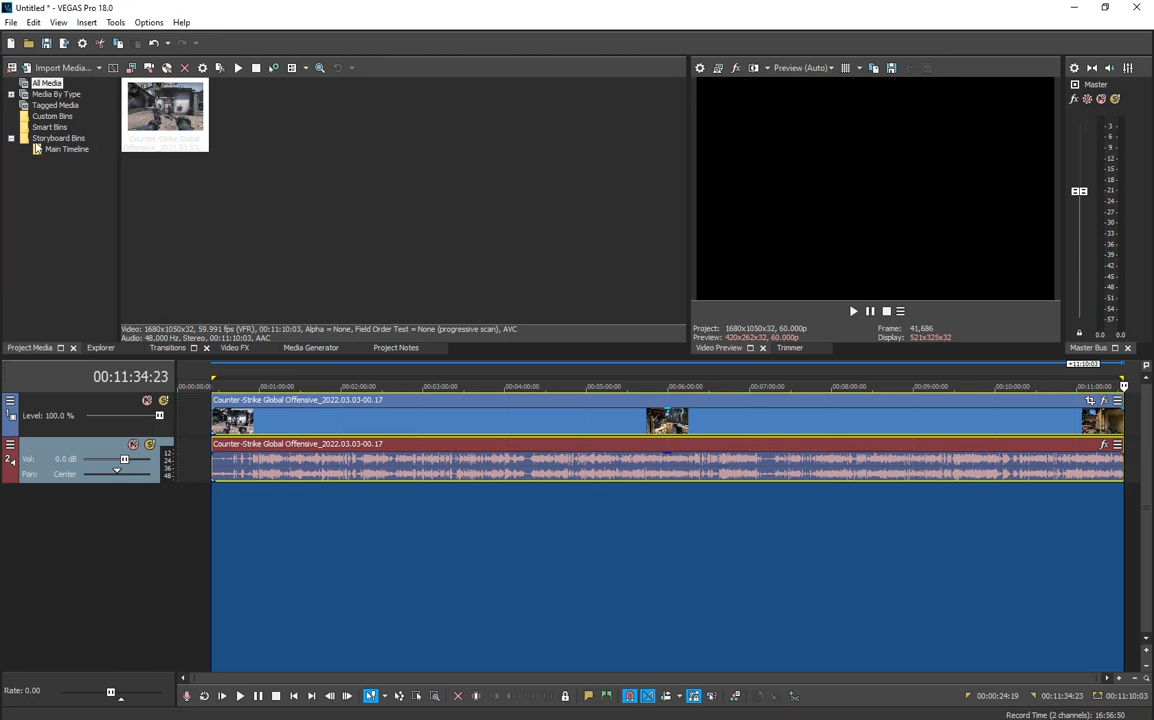 Untitled * - VEGAS Pro 18.0
File Edit View Insert Tools Options Help
Import Media...
Preview (Auto)
All Media
Media By Type
Tagged Media
Custom Bins
Smart Bins
Storyboard Bins
Main Timeline
Counter-Strike Global
Offensive_2022.03.03...
Master
fx
-3-
-6-
-9-
-12-
-15-
-18-
-21-
-24-
-27-
-30-
-33-
-36-
-39-
-42-
-45-
-48-
-51-
-54-
-57-
0.0 0.0
Video: 1680x1050x32, 59.991 fps (VFR), 00:11:10:03, Alpha = None, Field Order Test = None (progressive scan), AVC
Audio: 48,000 Hz, Stereo, 00:11:10:03, AAC
Project: 1680x1050x32, 60.000p
Preview: 420x262x32, 60.000p
Frame: 41,686
Display: 521x325x32
Project Media Explorer Transitions Video FX Media Generator Project Notes
Video Preview Trimmer
Master Bus
+11:10:03
00:11:34:23
00:00:00:00 00:01:00:00 00:02:00:00 00:03:00:00 00:04:00:00 00:05:00:00 00:06:00:00 00:07:00:00 00:08:00:00 00:09:00:00 00:10:00:00 00:11:00:00
1
Level: 100.0 %
Counter-Strike Global Offensive_2022.03.03-00.17
2
Vol: 0.0 dB
Pan: Center
12-
24-
36-
48-
Counter-Strike Global Offensive_2022.03.03-00.17
Rate: 0.00
00:00:24:19 00:11:34:23 00:11:10:03
Record Time (2 channels): 16:56:50